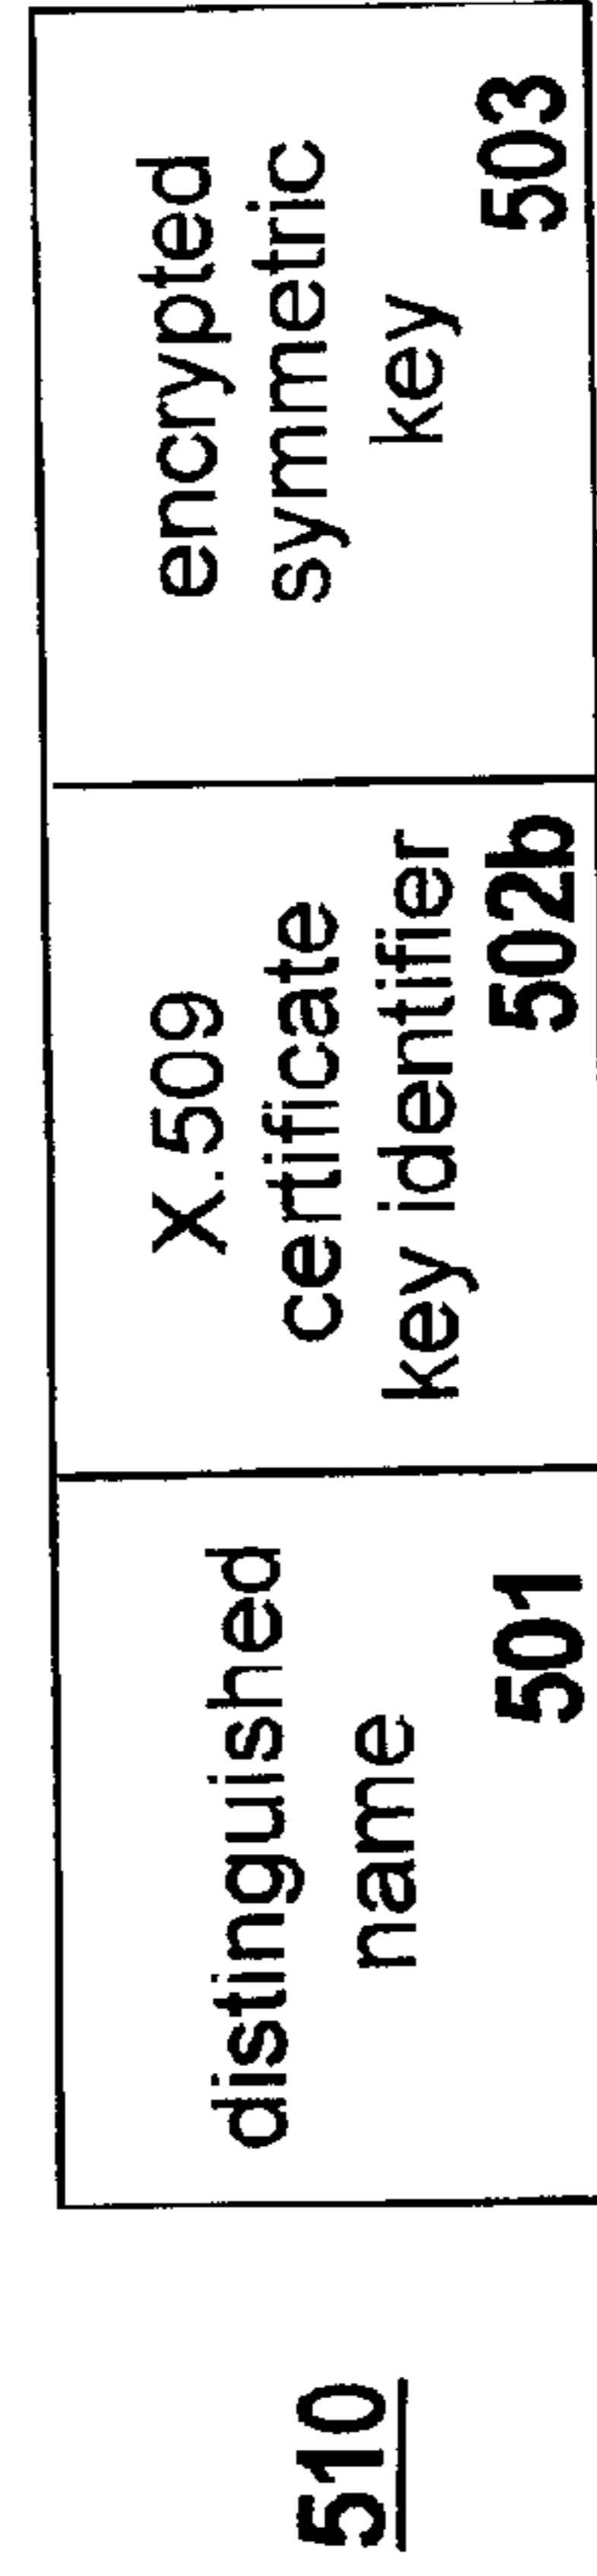 510
distinguished
name
501
X.509
certificate
key identifier
502b
encrypted
symmetric
key
503